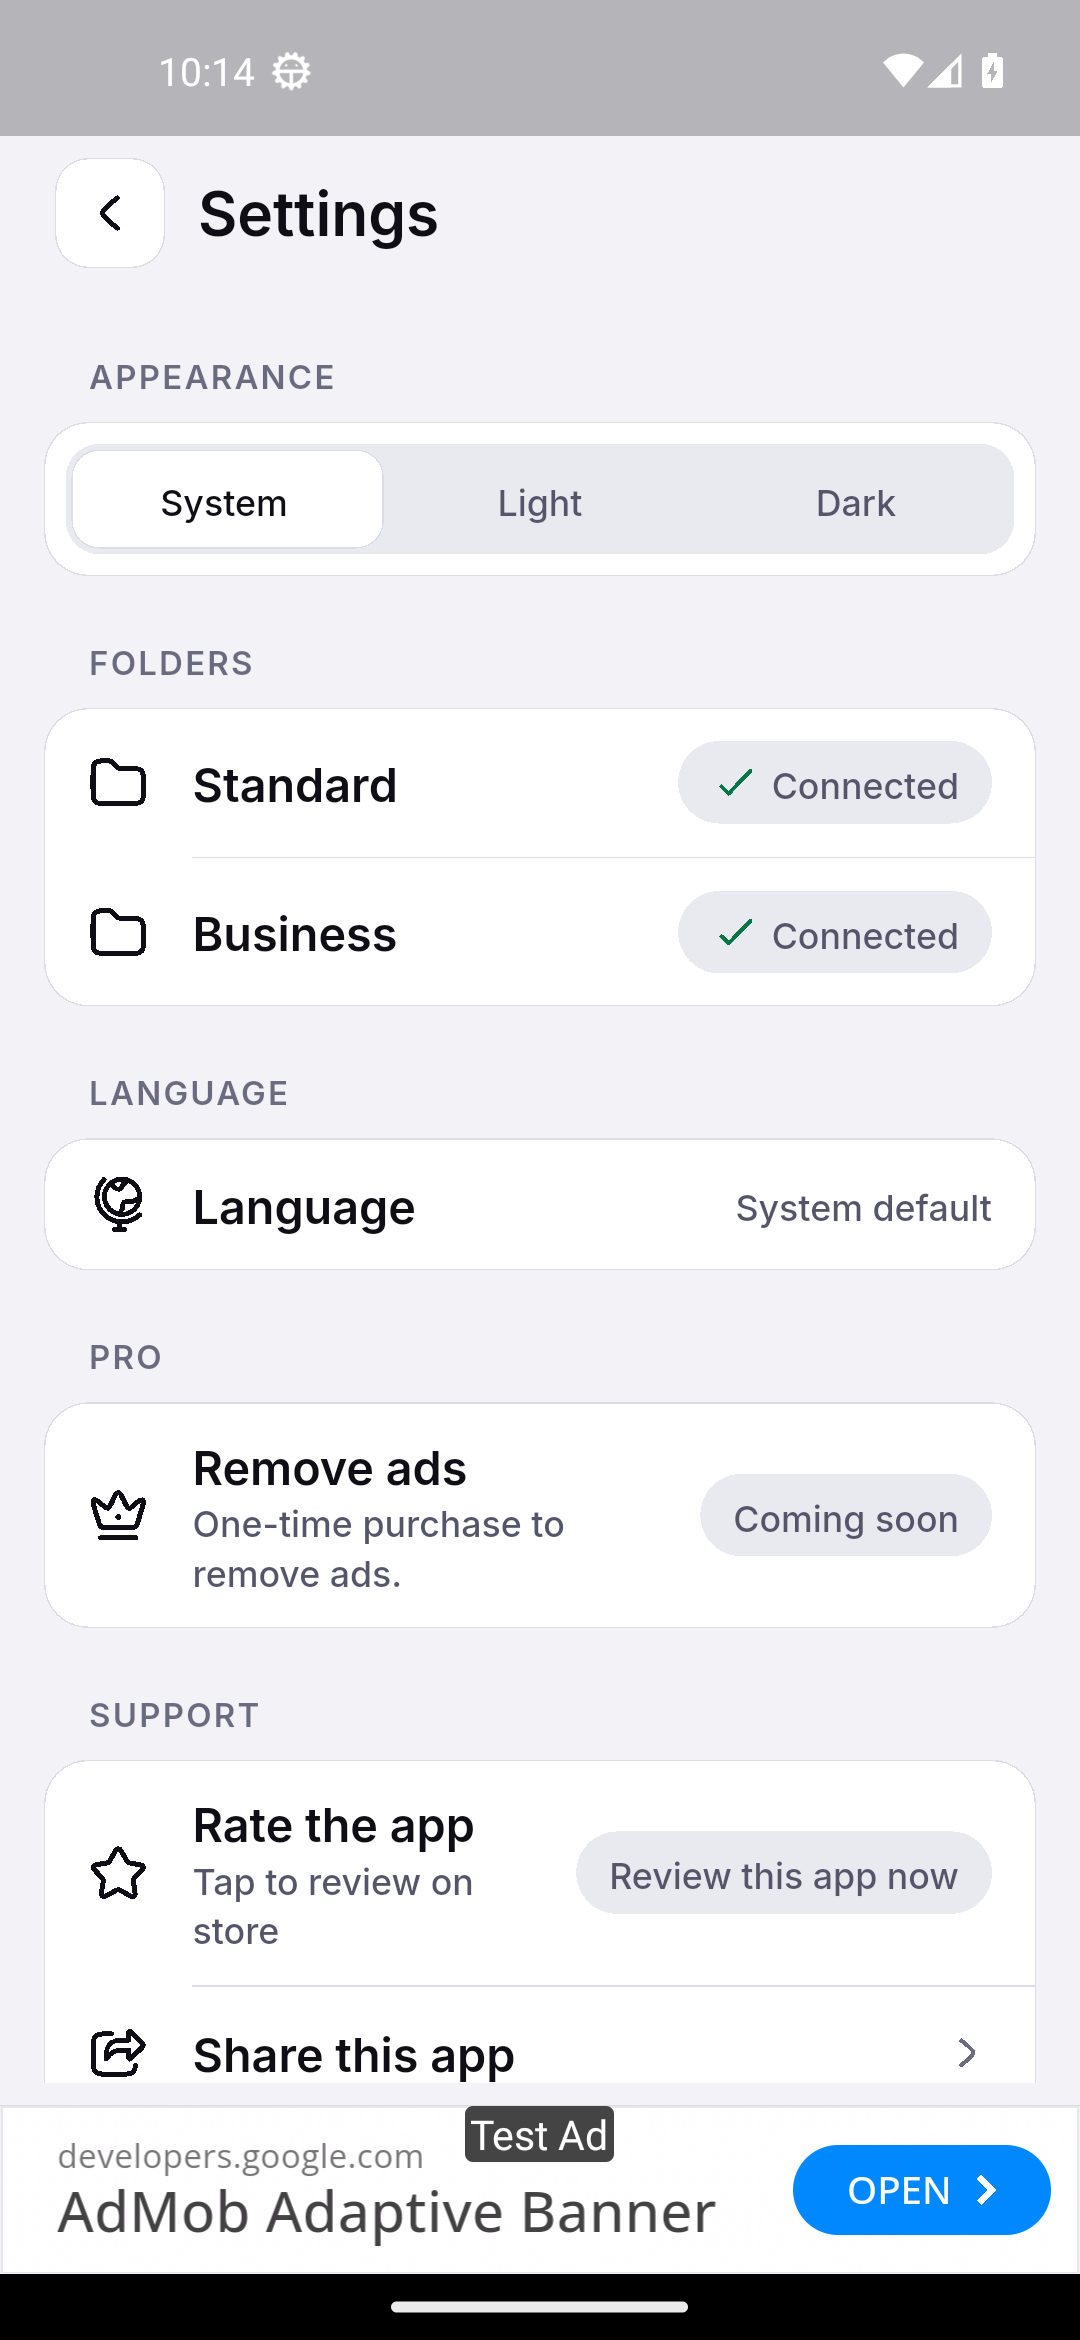 10:14
Settings
APPEARANCE
System
Light
Dark
FOLDERS
Standard
Connected
Business
Connected
LANGUAGE
Language
System default
PRO
Remove ads
One-time purchase to
remove ads.
Coming soon
SUPPORT
Rate the app
Tap to review on
store
Review this app now
Share this app
Test Ad
developers.google.com
AdMob Adaptive Banner
OPEN